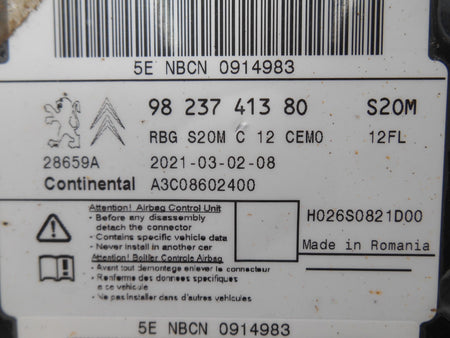 5E NBCN 0914983
98 237 413 80 S20M
RBG S20M C 12 CEMO 12FL
28659A 2021-03-02-08
Continental A3C08602400
Attention! Airbag Control Unit
- Before any disassembly
detach the connector
- Contains specific vehicle data
- Never install in another car
H026S0821D00
Made in Romania
Attention! Boitier Controle Airbag
- Avant tout demontage enlever le connecteur
- Renferme des donnees specifiques
a ce vehicule
- Ne pas installer dans d'autres vehicules
5E NBCN 0914983